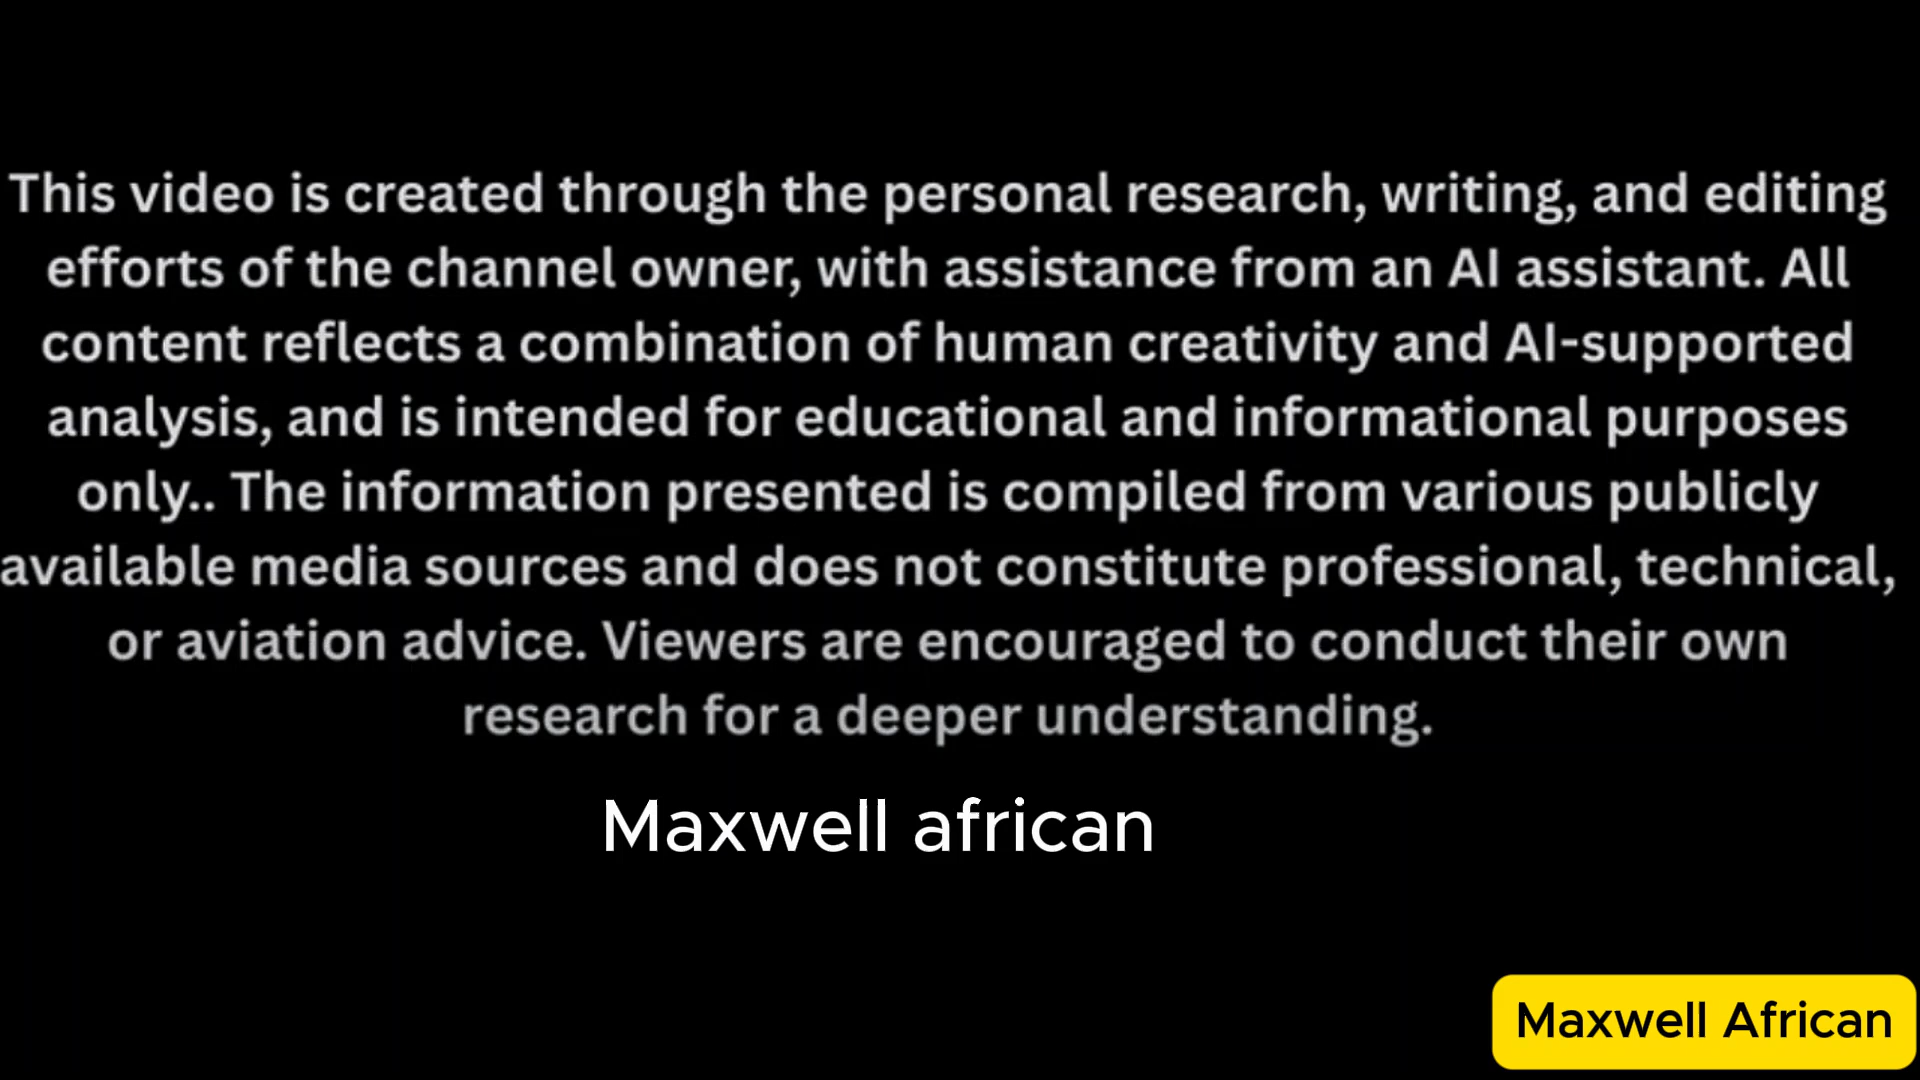 This video is created through the personal research, writing, and editing
efforts of the channel owner, with assistance from an AI assistant. All
content reflects a combination of human creativity and AI-supported
analysis, and is intended for educational and informational purposes
only.. The information presented is compiled from various publicly
available media sources and does not constitute professional, technical,
or aviation advice. Viewers are encouraged to conduct their own
research for a deeper understanding.
Maxwell african
Maxwell African